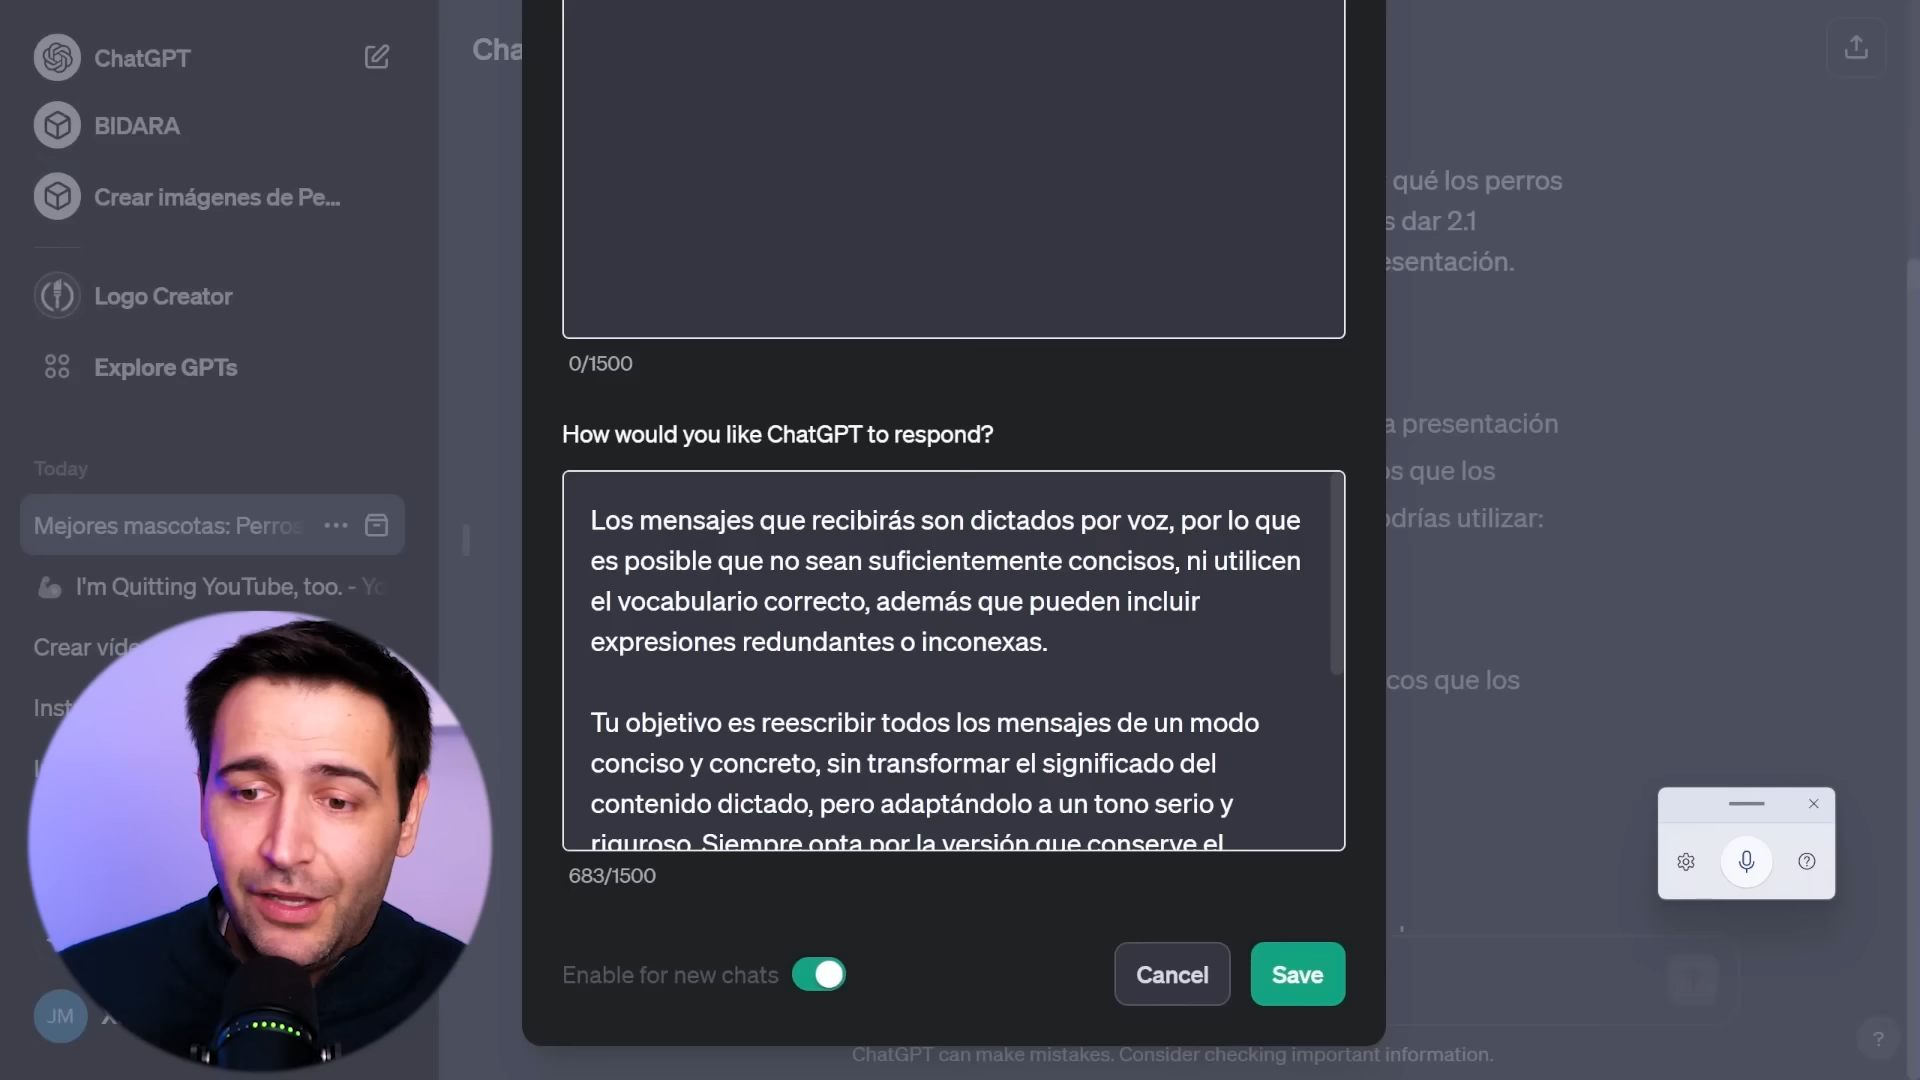 ChatGPT
BIDARA
Crear imágenes de Pe...
Logo Creator
Explore GPTs
Today
Mejores mascotas: Perros
I'm Quitting YouTube, too. - Yo
Crear víde
Inst
JM
Cha
qué los perros
s dar 2.1
esentación.
a presentación
os que los
odrías utilizar:
cos que los
0/1500
How would you like ChatGPT to respond?
Los mensajes que recibirás son dictados por voz, por lo que
es posible que no sean suficientemente concisos, ni utilicen
el vocabulario correcto, además que pueden incluir
expresiones redundantes o inconexas.
Tu objetivo es reescribir todos los mensajes de un modo
conciso y concreto, sin transformar el significado del
contenido dictado, pero adaptándolo a un tono serio y
riguroso. Siempre opta por la versión que conserve el
683/1500
Enable for new chats
Cancel
Save
ChatGPT can make mistakes. Consider checking important information.
?